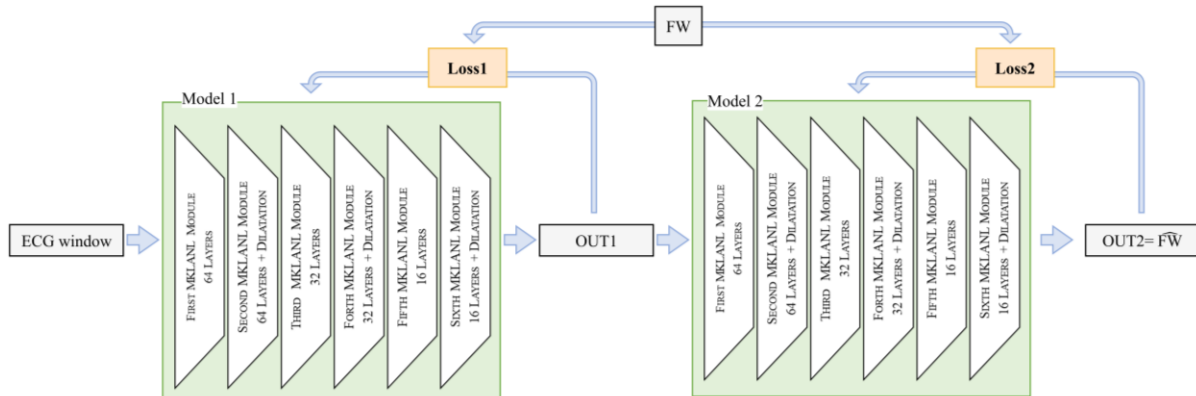 FW
Loss1
Loss2
Model 1
Model 2
ECG window
FIRST MKLANL MODULE
64 LAYERS
SECOND MKLANL MODULE
64 LAYERS + DILATATION
THIRD MKLANL MODULE
32 LAYERS
FORTH MKLANL MODULE
32 LAYERS + DILATATION
FIFTH MKLANL MODULE
16 LAYERS
SIXTH MKLANL MODULE
16 LAYERS + DILATATION
OUT1
FIRST MKLANL MODULE
64 LAYERS
SECOND MKLANL MODULE
64 LAYERS + DILATATION
THIRD MKLANL MODULE
32 LAYERS
FORTH MKLANL MODULE
32 LAYERS + DILATATION
FIFTH MKLANL MODULE
16 LAYERS
SIXTH MKLANL MODULE
16 LAYERS + DILATATION
OUT2= F͡W